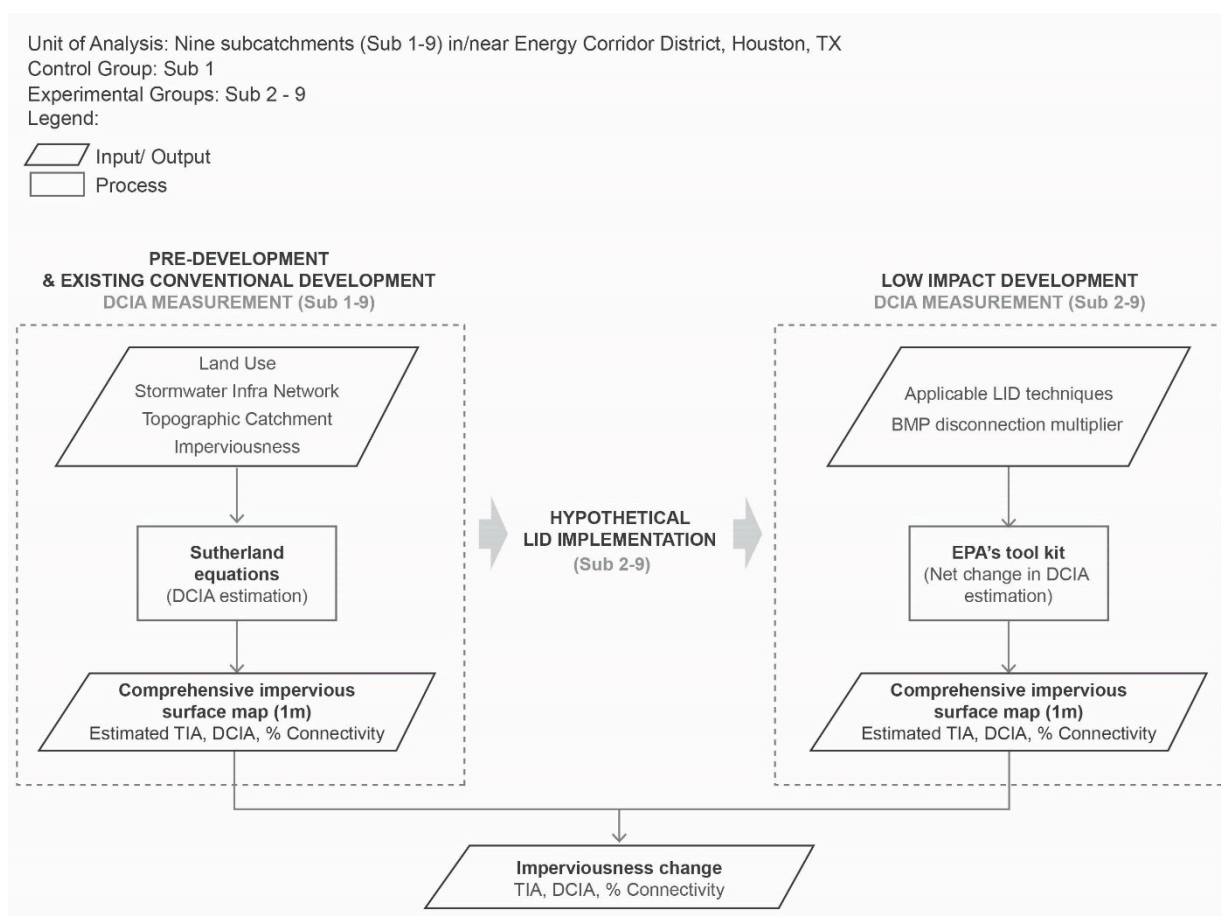 Unit of Analysis: Nine subcatchments (Sub 1-9) in/near Energy Corridor District, Houston, TX
Control Group: Sub 1
Experimental Groups: Sub 2 - 9
Legend:
Input/ Output
Process
PRE-DEVELOPMENT
& EXISTING CONVENTIONAL DEVELOPMENT
DCIA MEASUREMENT (Sub 1-9)
Land Use
Stormwater Infra Network
Topographic Catchment
Imperviousness
Sutherland
equations
(DCIA estimation)
Comprehensive impervious
surface map (1m)
Estimated TIA, DCIA, % Connectivity
HYPOTHETICAL
LID IMPLEMENTATION
(Sub 2-9)
LOW IMPACT DEVELOPMENT
DCIA MEASUREMENT (Sub 2-9)
Applicable LID techniques
BMP disconnection multiplier
EPA's tool kit
(Net change in DCIA
estimation)
Comprehensive impervious
surface map (1m)
Estimated TIA, DCIA, % Connectivity
Imperviousness change
TIA, DCIA, % Connectivity